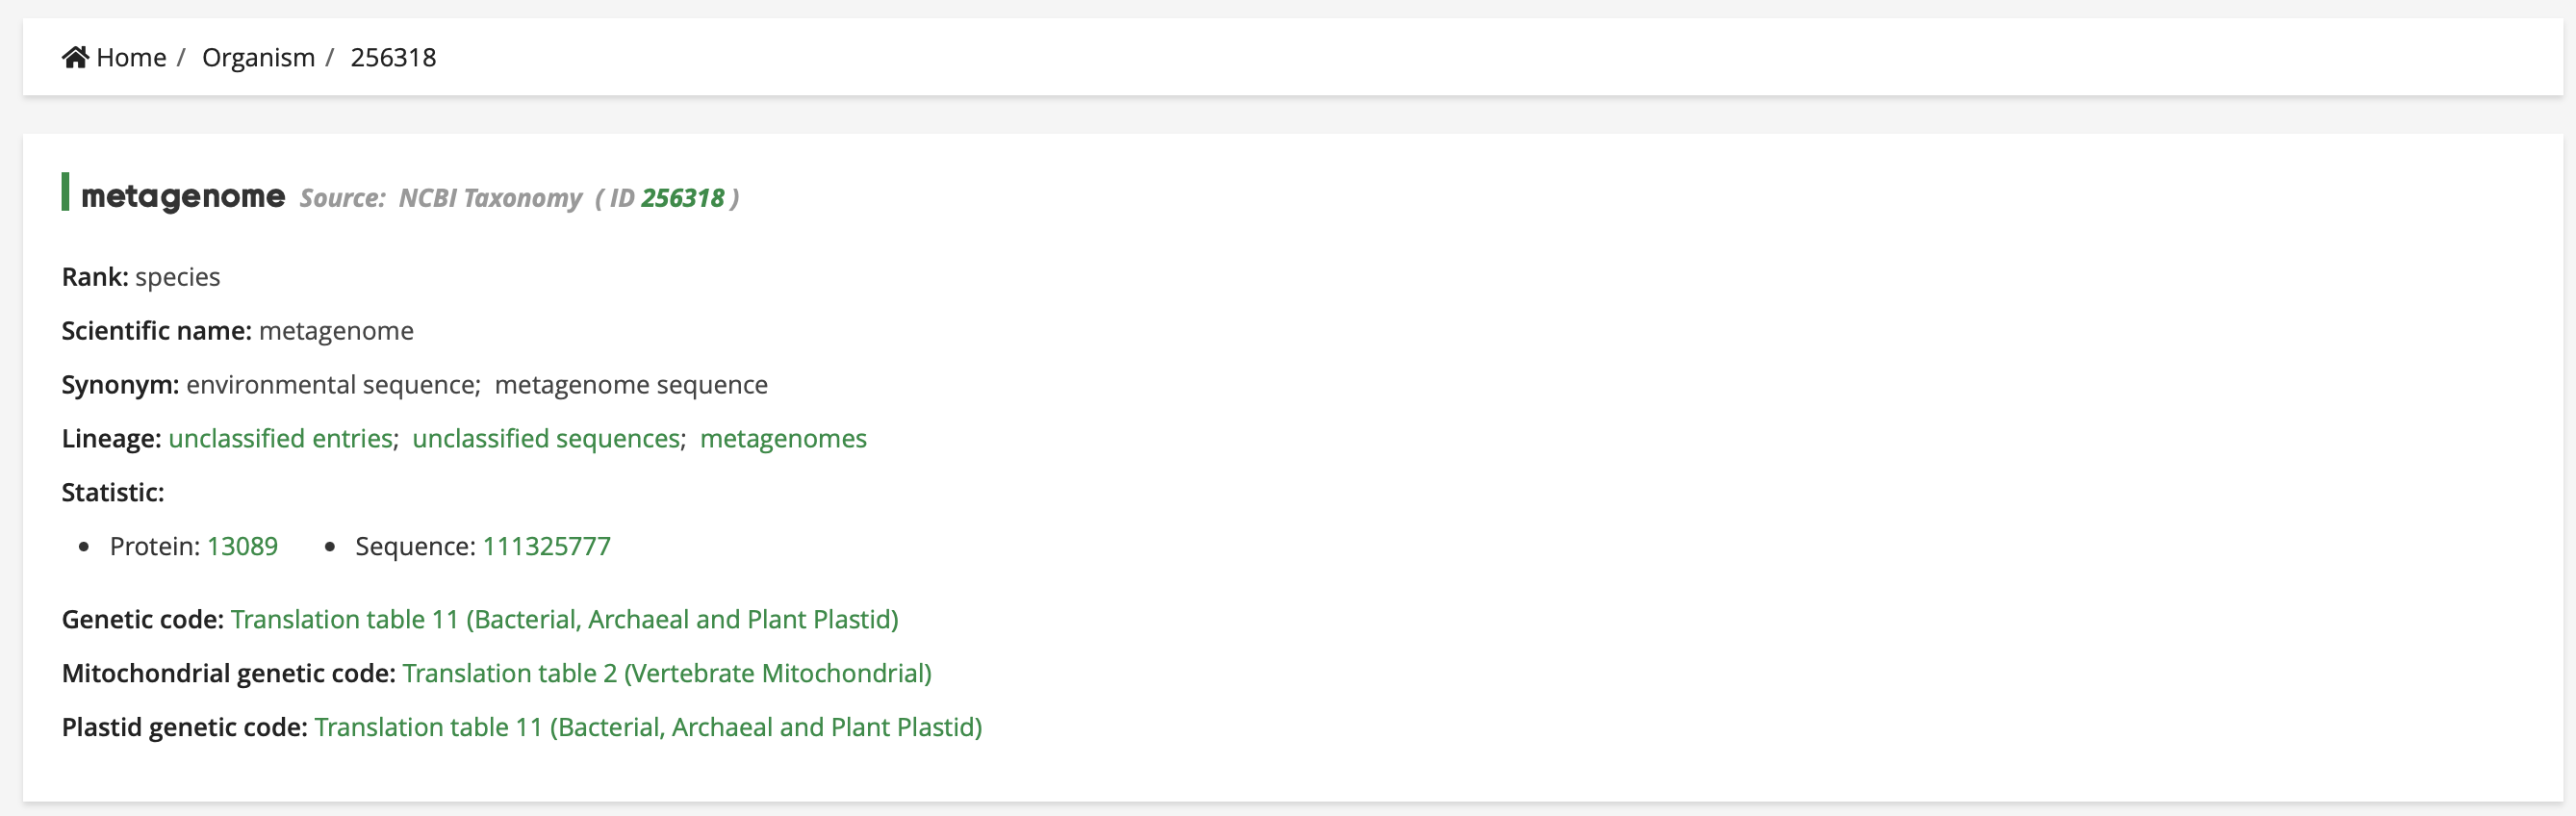 Home / Organism / 256318
metagenome Source: NCBI Taxonomy ( ID 256318 )
Rank: species
Scientific name: metagenome
Synonym: environmental sequence; metagenome sequence
Lineage: unclassified entries; unclassified sequences; metagenomes
Statistic:
• Protein: 13089 • Sequence: 111325777
Genetic code: Translation table 11 (Bacterial, Archaeal and Plant Plastid)
Mitochondrial genetic code: Translation table 2 (Vertebrate Mitochondrial)
Plastid genetic code: Translation table 11 (Bacterial, Archaeal and Plant Plastid)